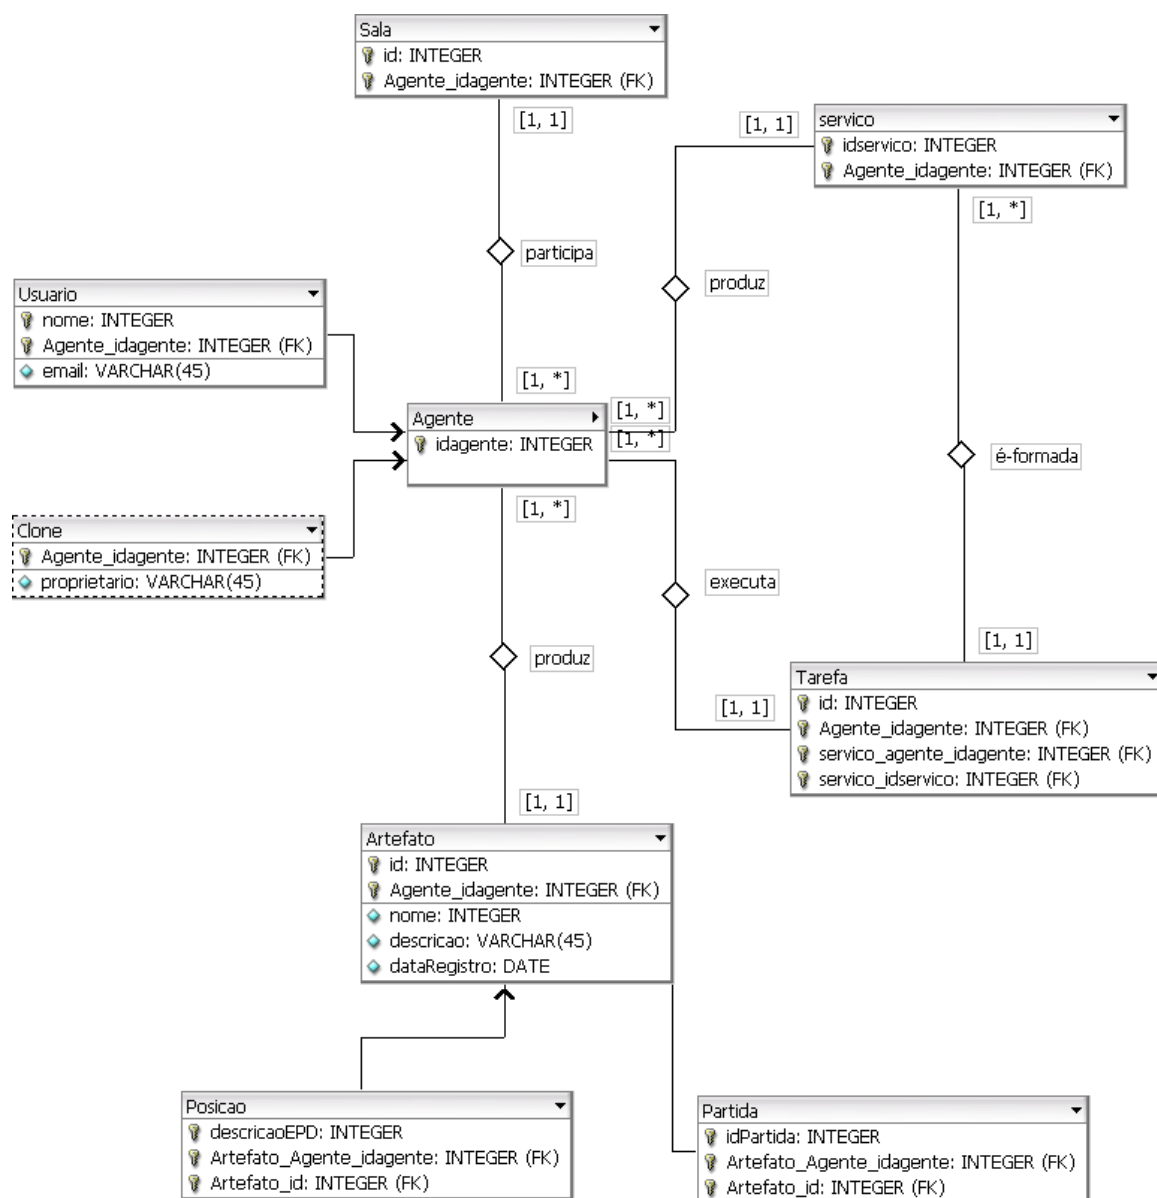 Sala
id: INTEGER
Agente_idagente: INTEGER (FK)
[1, 1]
[1, 1]
servico
idservico: INTEGER
Agente_idagente: INTEGER (FK)
[1, *]
participa
produz
Usuario
nome: INTEGER
Agente_idagente: INTEGER (FK)
email: VARCHAR(45)
[1, *]
[1, *]
[1, *]
Agente
idagente: INTEGER
é-formada
[1, *]
Clone
Agente_idagente: INTEGER (FK)
proprietario: VARCHAR(45)
executa
produz
[1, 1]
[1, 1]
Tarefa
id: INTEGER
Agente_idagente: INTEGER (FK)
servico_agente_idagente: INTEGER (FK)
servico_idservico: INTEGER (FK)
[1, 1]
Artefato
id: INTEGER
Agente_idagente: INTEGER (FK)
nome: INTEGER
descricao: VARCHAR(45)
dataRegistro: DATE
Posicao
descricaoEPD: INTEGER
Artefato_Agente_idagente: INTEGER (FK)
Artefato_id: INTEGER (FK)
Partida
idPartida: INTEGER
Artefato_Agente_idagente: INTEGER (FK)
Artefato_id: INTEGER (FK)